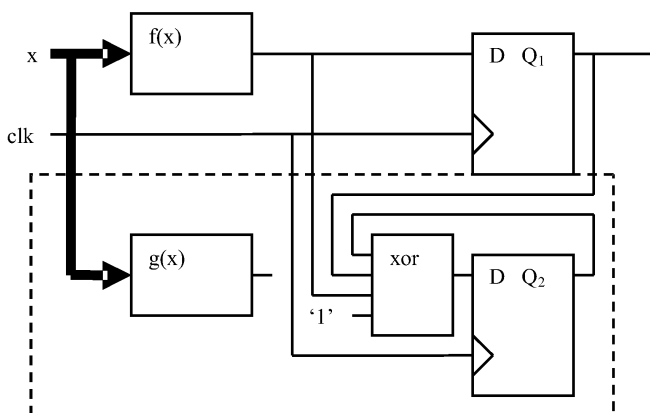 f(x)
x
D Q₁
clk
g(x)
xor
D Q₂
‘1’